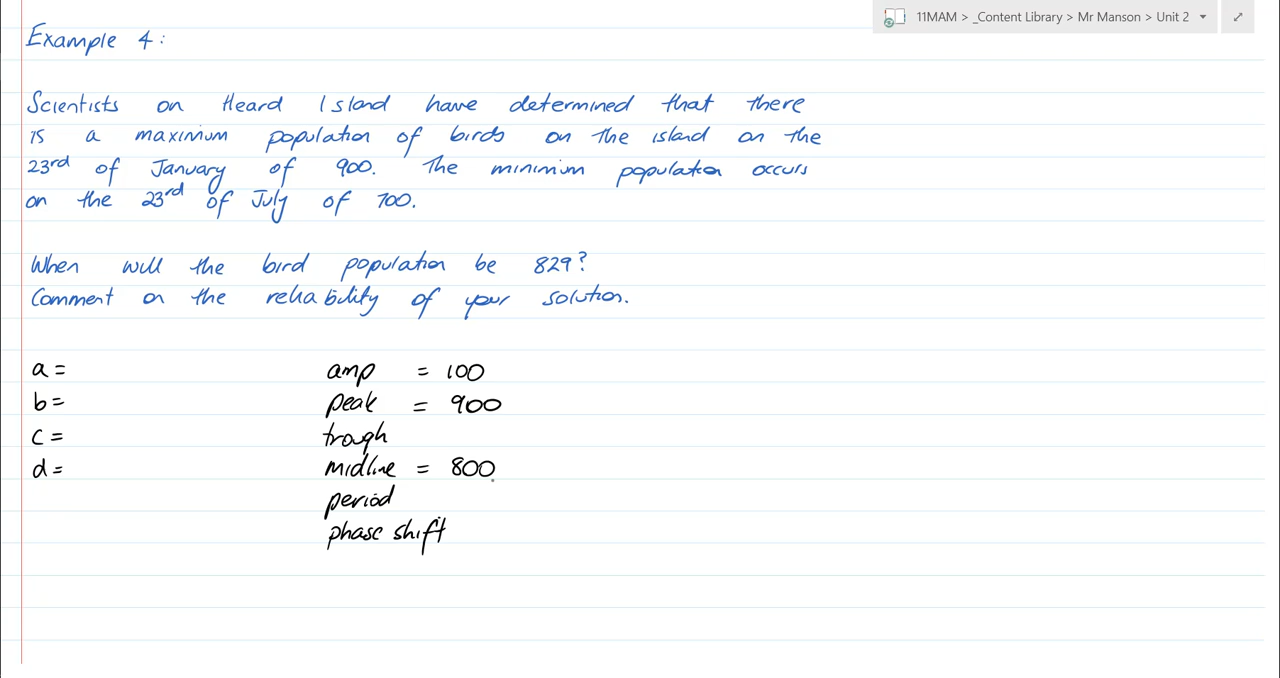 11MAM > _Content Library > Mr Manson > Unit 2
Example 4:
Scientists on Heard Island have determined that there
is a maximum population of birds on the island on the
23rd of January of 900. The minimum population occurs
on the 23rd of July of 700.
When will the bird population be 829?
Comment on the reliability of your solution.
a =
b =
c =
d =
amp = 100
peak = 900
trough
midline = 800
period
phase shift